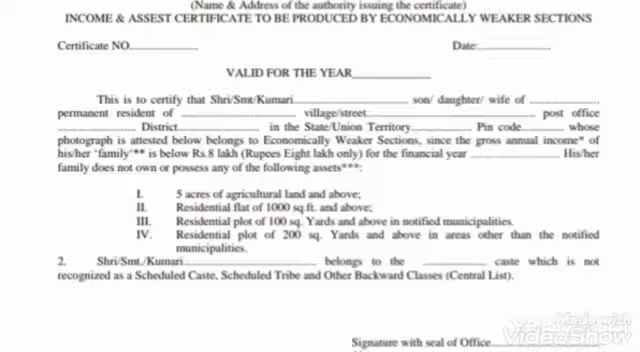 (Name & Address of the authority issuing the certificate)
INCOME & ASSEST CERTIFICATE TO BE PRODUCED BY ECONOMICALLY WEAKER SECTIONS
Certificate NO.____________ Date:____________
VALID FOR THE YEAR____________
This is to certify that Shri/Smt/Kumari............ son/ daughter/ wife of ............
permanent resident of ............ village/street............ post office
............ District............ in the State/Union Territory............ Pin code............ whose
photograph is attested below belongs to Economically Weaker Sections, since the gross annual income* of
his/her 'family'** is below Rs.8 lakh (Rupees Eight lakh only) for the financial year ............ His/her
family does not own or possess any of the following assets***:
I. 5 acres of agricultural land and above;
II. Residential flat of 1000 sq.ft. and above;
III. Residential plot of 100 sq. Yards and above in notified municipalities.
IV. Residential plot of 200 sq. Yards and above in areas other than the notified
municipalities.
2. Shri/Smt./Kumari............ belongs to the ............ caste which is not
recognized as a Scheduled Caste, Scheduled Tribe and Other Backward Classes (Central List).
Made with
VideoShow
Signature with seal of Office............